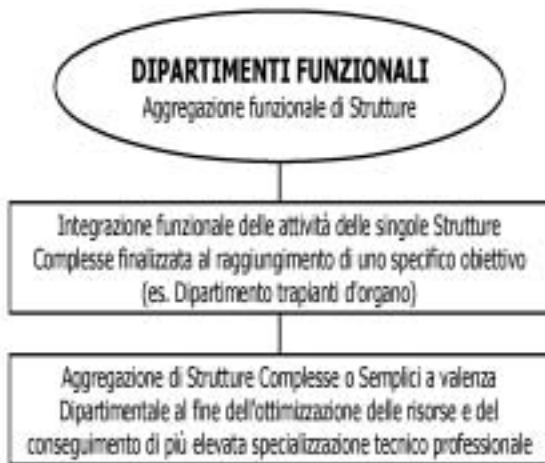 DIPARTIMENTI FUNZIONALI
Aggregazione funzionale di Strutture
Integrazione funzionale delle attività delle singole Strutture
Complesse finalizzata al raggiungimento di uno specifico obiettivo
(es. Dipartimento trapianti d'organo)
Aggregazione di Strutture Complesse o Semplici a valenza
Dipartimentale al fine dell'ottimizzazione delle risorse e del
conseguimento di più elevata specializzazione tecnico professionale